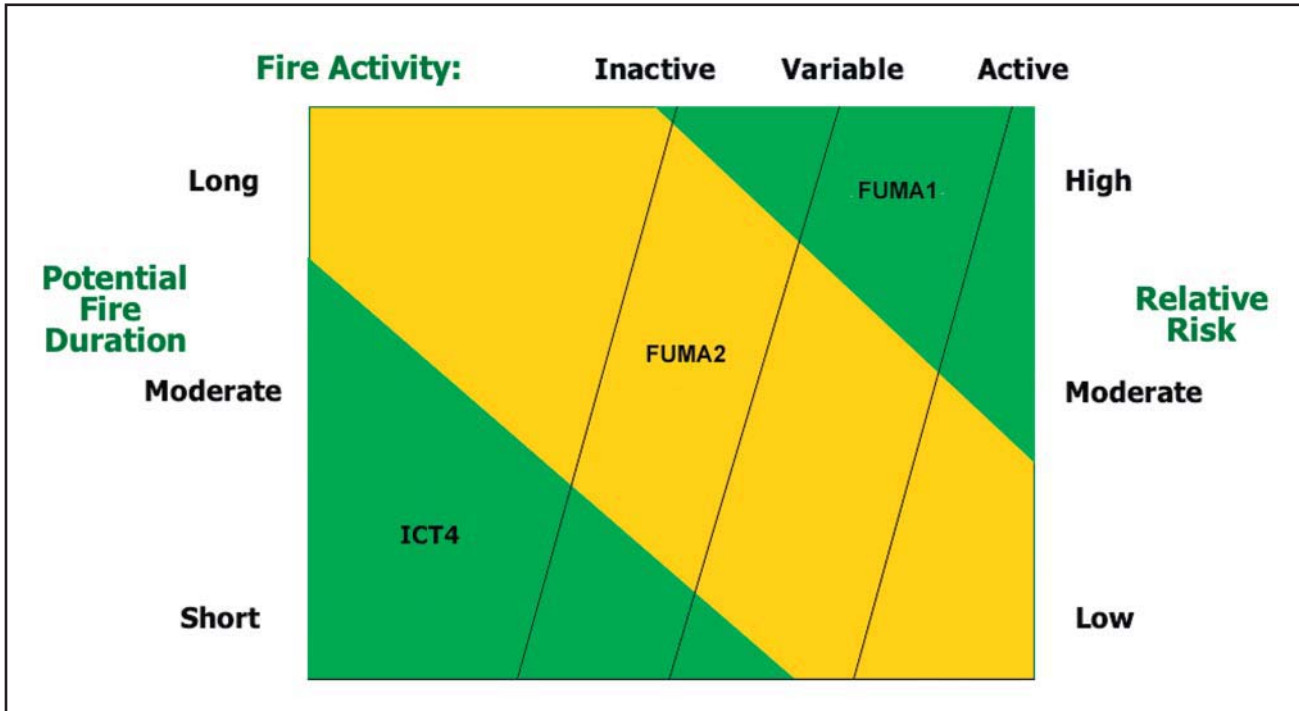 Fire Activity: Inactive Variable Active
Long
FUMA1
High
Potential
Fire
Duration
Relative
Risk
FUMA2
Moderate
Moderate
ICT4
Short
Low